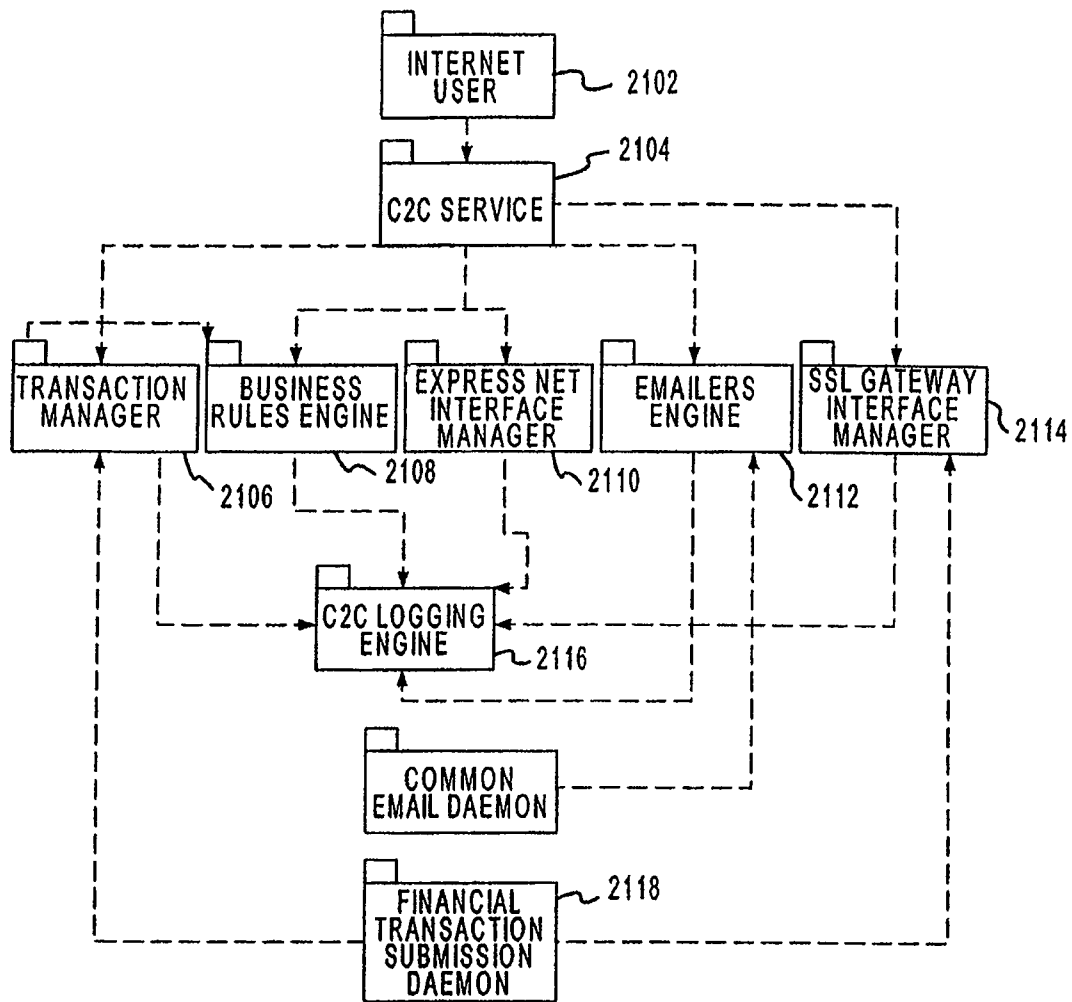 INTERNET
USER
2102
2104
C2C SERVICE
TRANSACTION
MANAGER
2106
BUSINESS
RULES ENGINE
2108
EXPRESS NET
INTERFACE
MANAGER
2110
EMAILERS
ENGINE
2112
SSL GATEWAY
INTERFACE
MANAGER
2114
C2C LOGGING
ENGINE
2116
COMMON
EMAIL DAEMON
FINANCIAL
TRANSACTION
SUBMISSION
DAEMON
2118